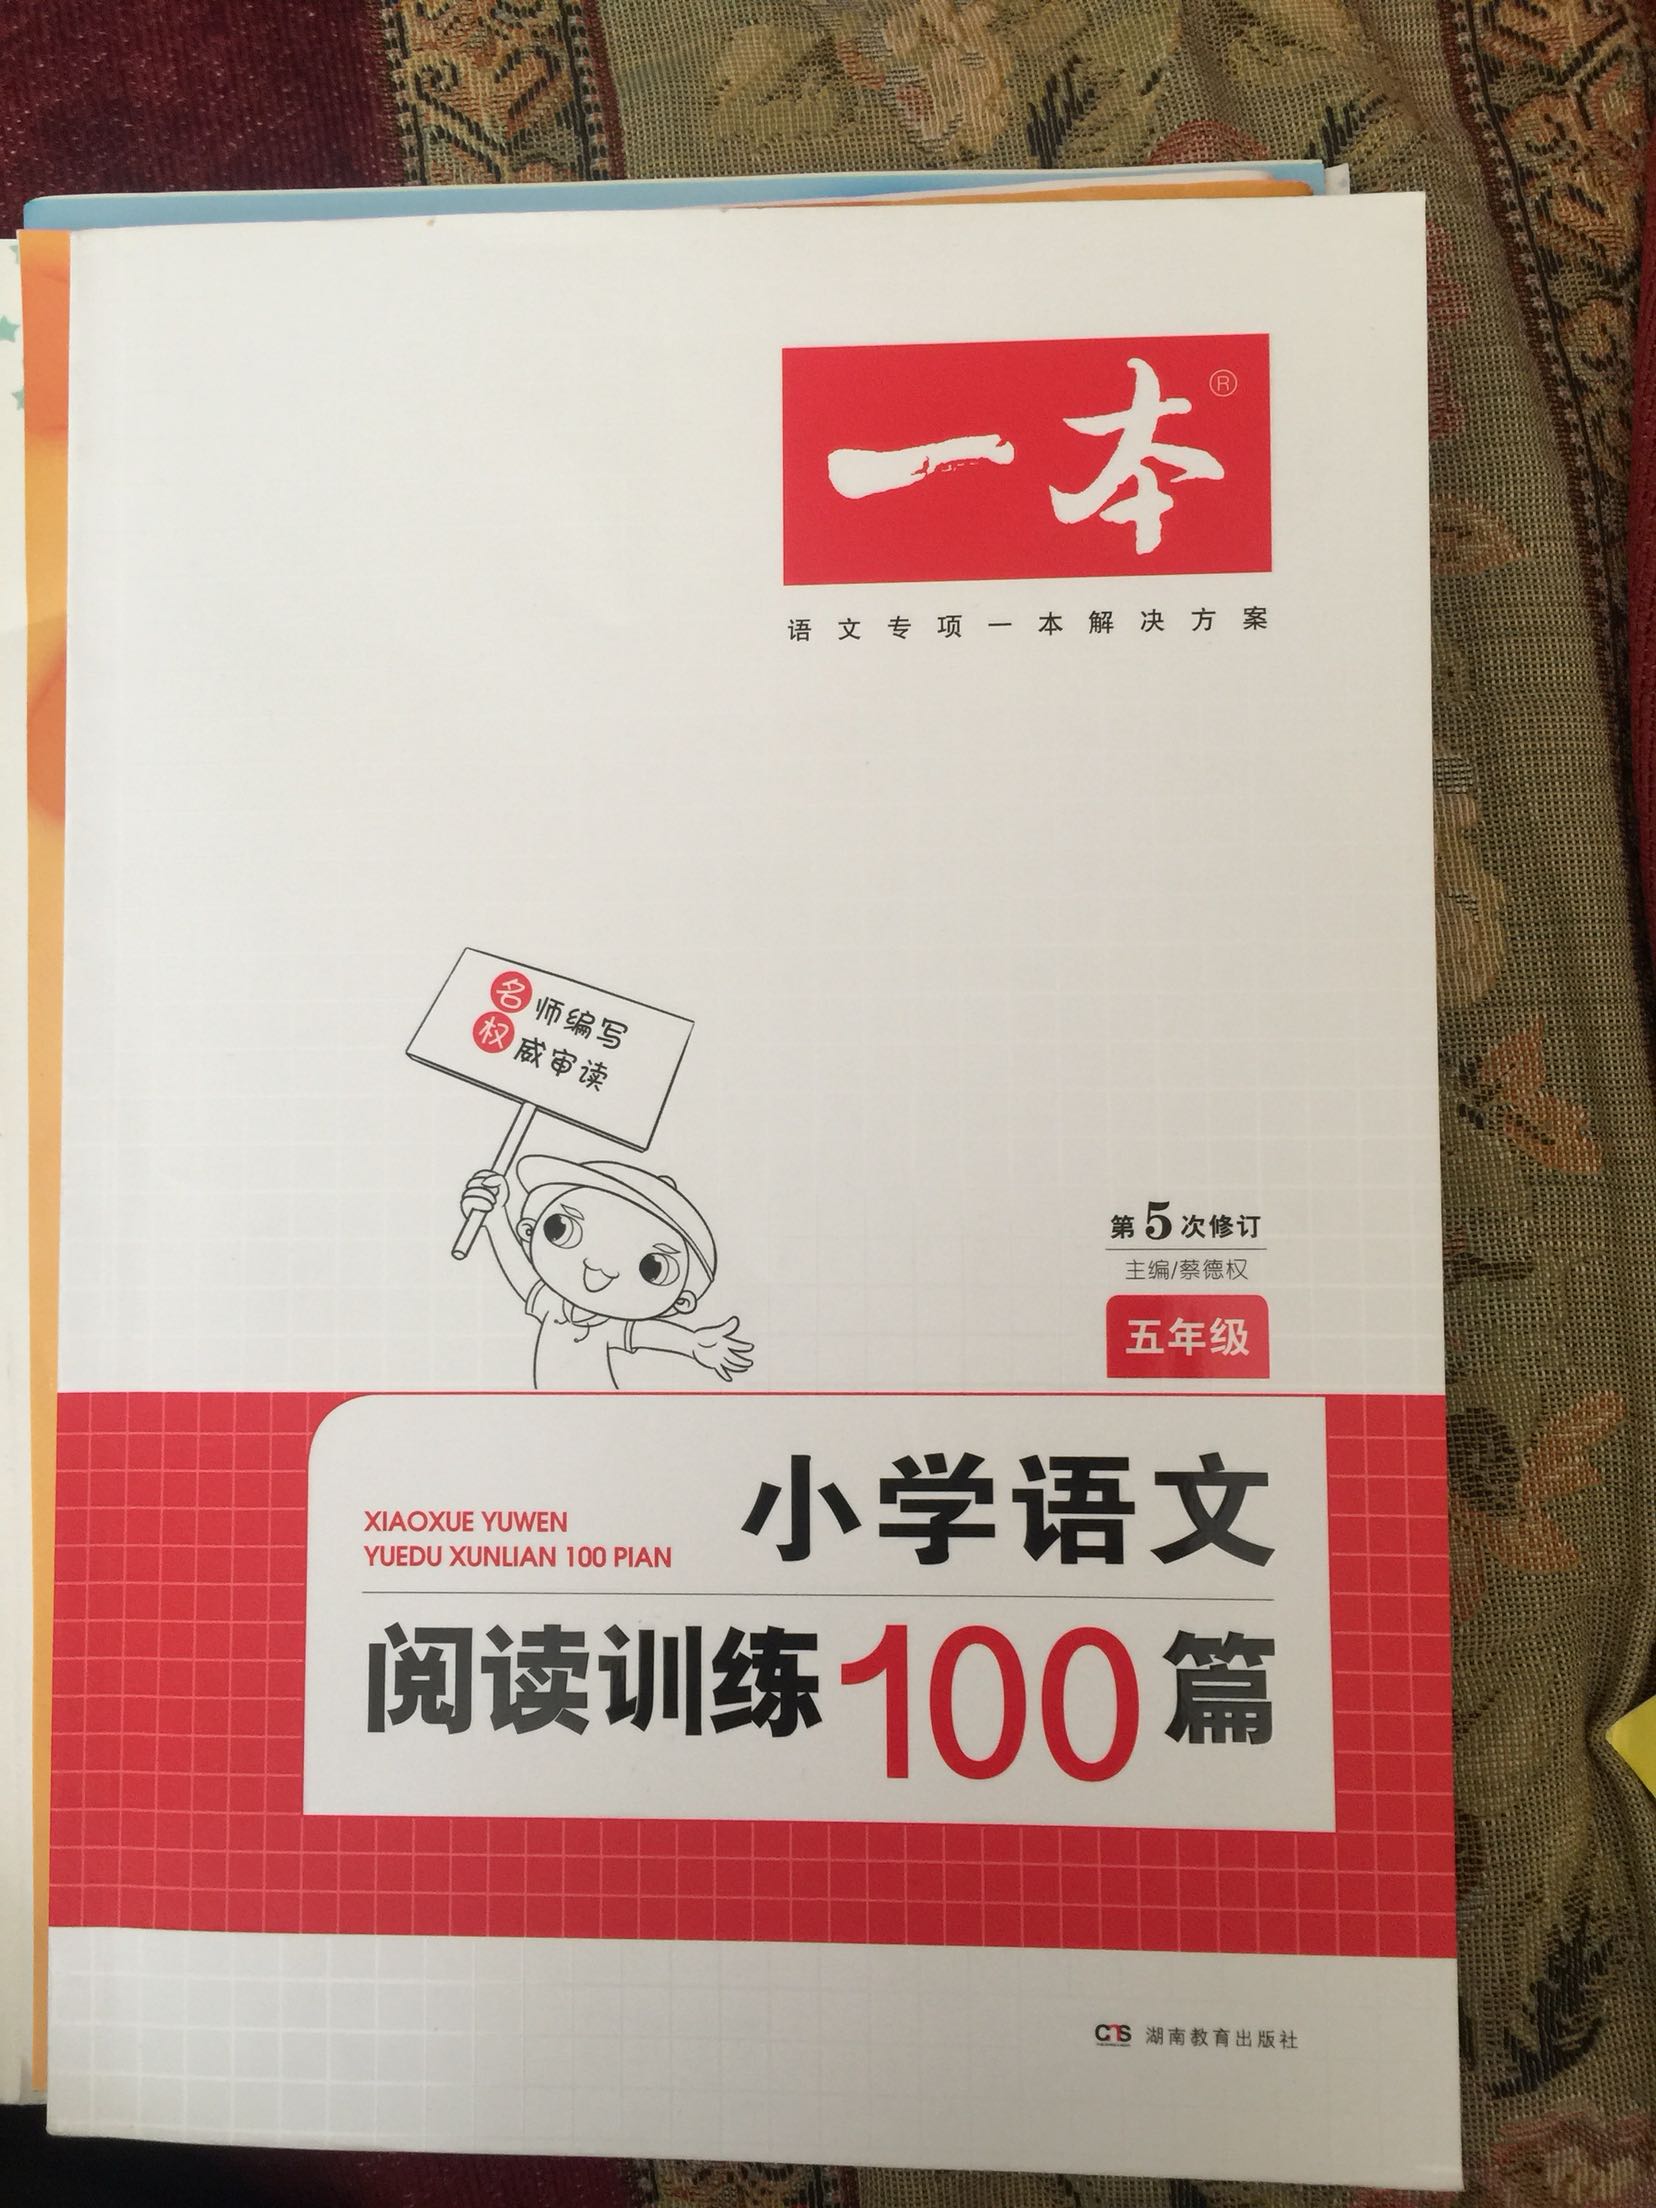 一本®
语文专项一本解决方案
名师编写
权威审读
第5次修订
主编/蔡德权
五年级
小学语文
XIAOXUE YUWEN
YUEDU XUNLIAN 100 PIAN
阅读训练100篇
CNS 湖南教育出版社